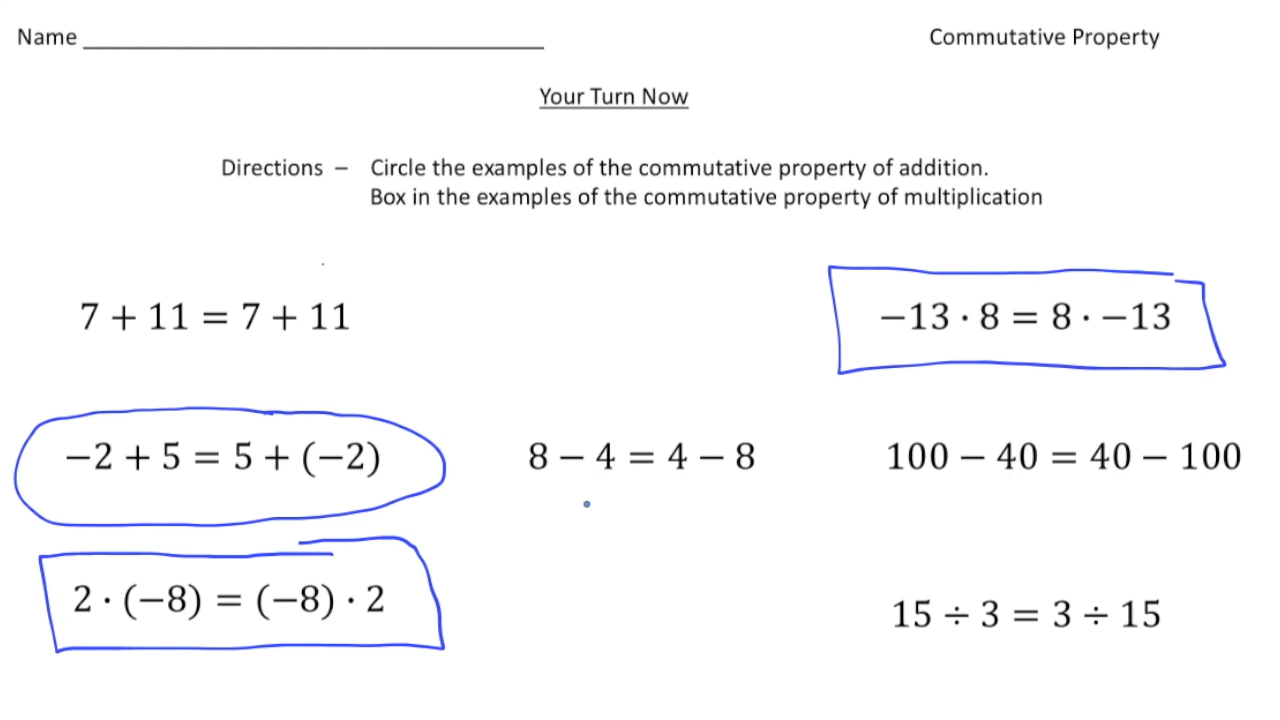 Name ________________________________________ Commutative Property
Your Turn Now
Directions – Circle the examples of the commutative property of addition.
Box in the examples of the commutative property of multiplication
7 + 11 = 7 + 11
−13 · 8 = 8 · −13
−2 + 5 = 5 + (−2)
8 − 4 = 4 − 8
100 − 40 = 40 − 100
2 · (−8) = (−8) · 2
15 ÷ 3 = 3 ÷ 15